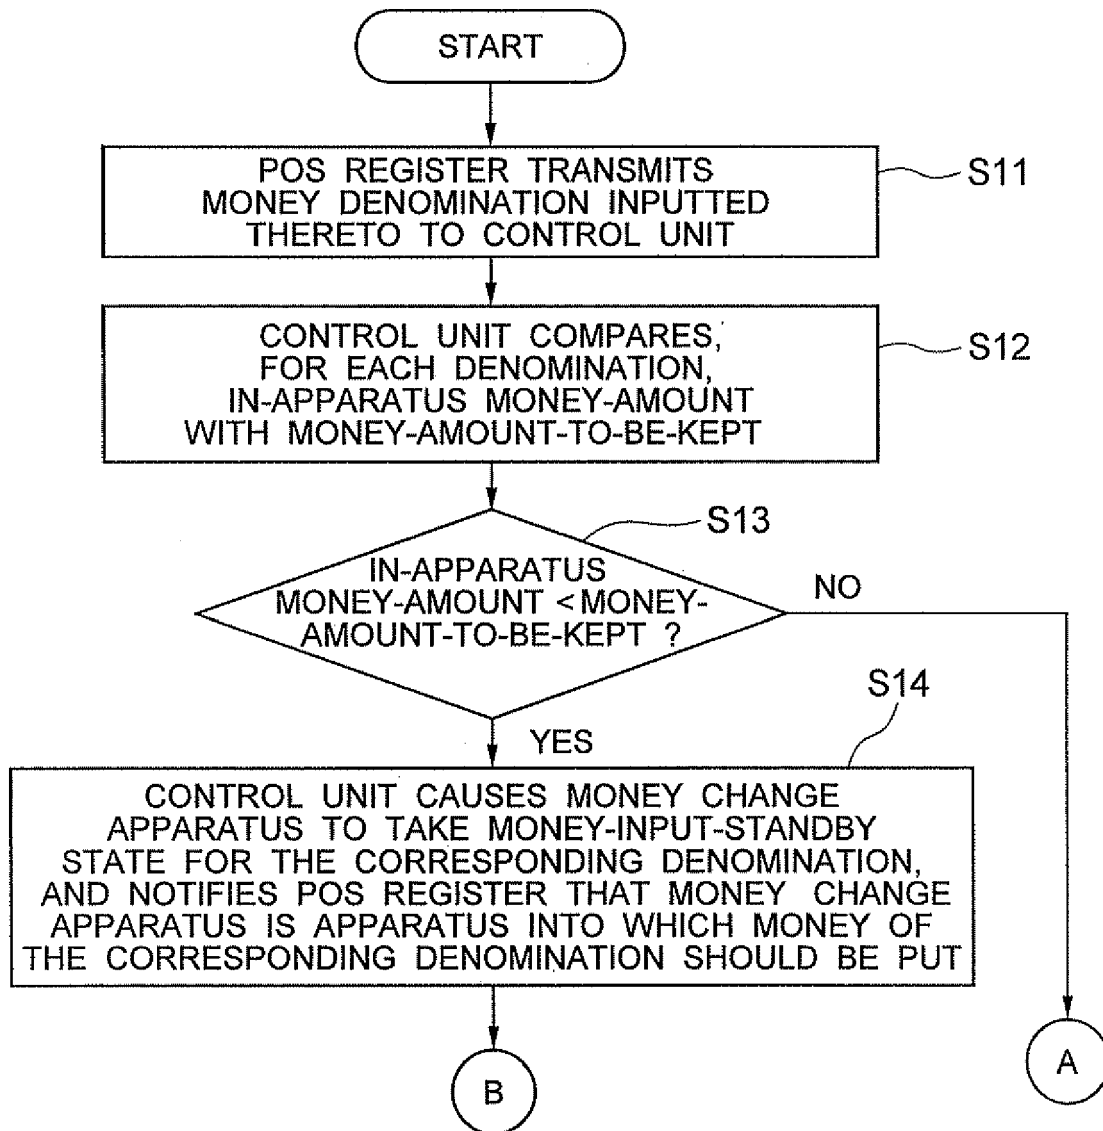 START
POS REGISTER TRANSMITS
MONEY DENOMINATION INPUTTED
THERETO TO CONTROL UNIT
S11
CONTROL UNIT COMPARES,
FOR EACH DENOMINATION,
IN-APPARATUS MONEY-AMOUNT
WITH MONEY-AMOUNT-TO-BE-KEPT
S12
S13
IN-APPARATUS
MONEY-AMOUNT < MONEY-
AMOUNT-TO-BE-KEPT ?
NO
YES
S14
CONTROL UNIT CAUSES MONEY CHANGE
APPARATUS TO TAKE MONEY-INPUT-STANDBY
STATE FOR THE CORRESPONDING DENOMINATION,
AND NOTIFIES POS REGISTER THAT MONEY CHANGE
APPARATUS IS APPARATUS INTO WHICH MONEY OF
THE CORRESPONDING DENOMINATION SHOULD BE PUT
A
B